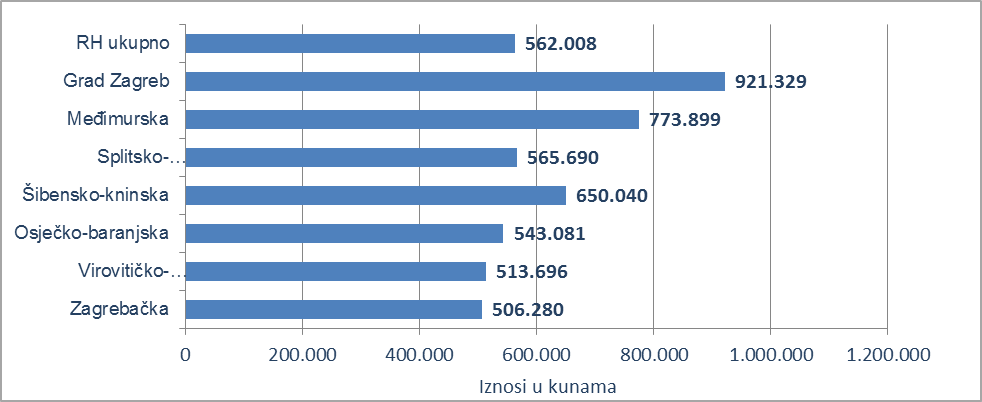 RH ukupno 562.008
Grad Zagreb 921.329
Međimurska 773.899
Splitsko-... 565.690
Šibensko-kninska 650.040
Osječko-baranjska 543.081
Virovitičko-... 513.696
Zagrebačka 506.280
0 200.000 400.000 600.000 800.000 1.000.000 1.200.000
Iznosi u kunama